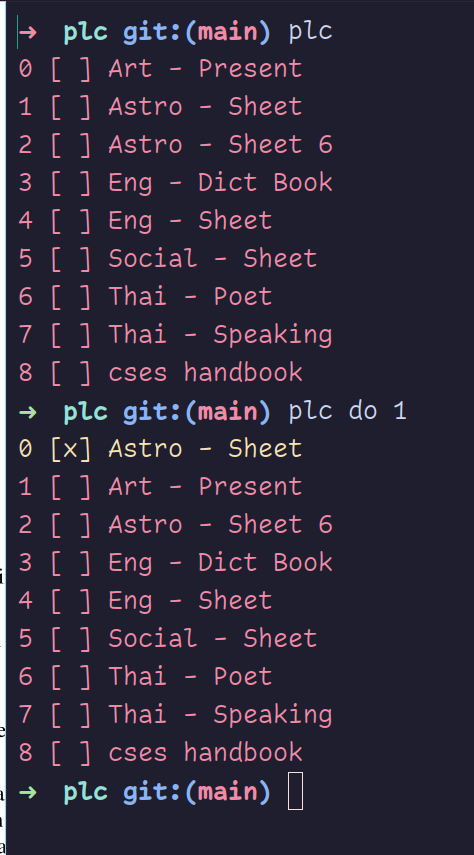 ➜ plc git:(main) plc
0 [ ] Art - Present
1 [ ] Astro - Sheet
2 [ ] Astro - Sheet 6
3 [ ] Eng - Dict Book
4 [ ] Eng - Sheet
5 [ ] Social - Sheet
6 [ ] Thai - Poet
7 [ ] Thai - Speaking
8 [ ] cses handbook
➜ plc git:(main) plc do 1
0 [x] Astro - Sheet
1 [ ] Art - Present
2 [ ] Astro - Sheet 6
3 [ ] Eng - Dict Book
4 [ ] Eng - Sheet
5 [ ] Social - Sheet
6 [ ] Thai - Poet
7 [ ] Thai - Speaking
8 [ ] cses handbook
➜ plc git:(main)